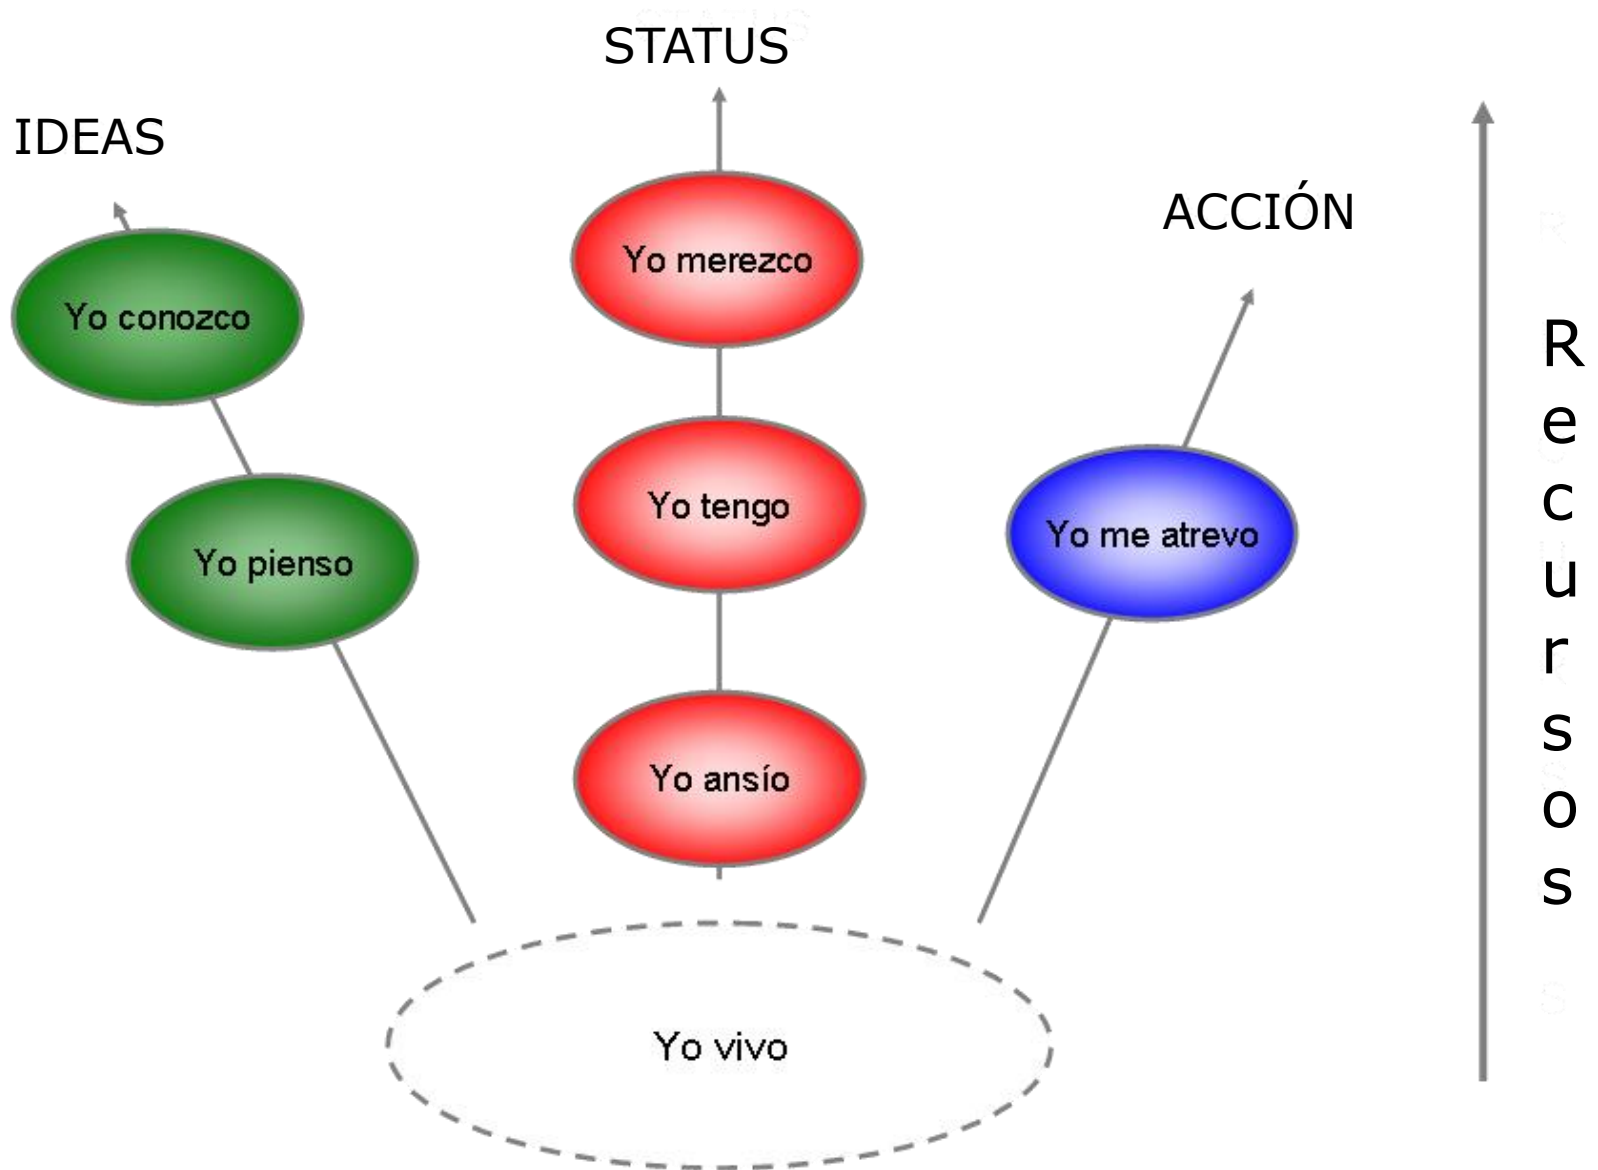 STATUS
IDEAS
ACCIÓN
Yo merezco
Yo conozco
Yo tengo
Yo me atrevo
Yo pienso
Yo ansío
Yo vivo
Recursos